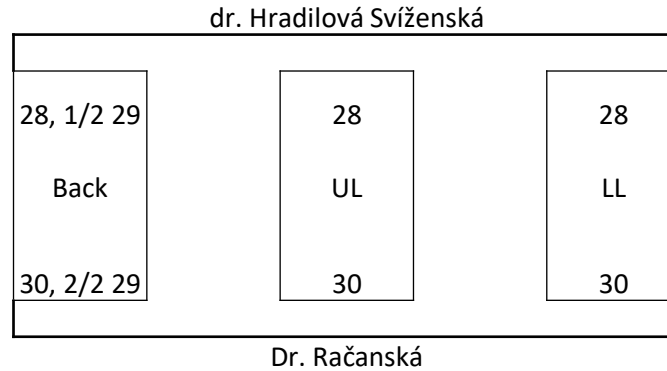 dr. Hradilová Svíženská
28, 1/2 29 28 28
Back UL LL
30, 2/2 29 30 30
Dr. Račanská